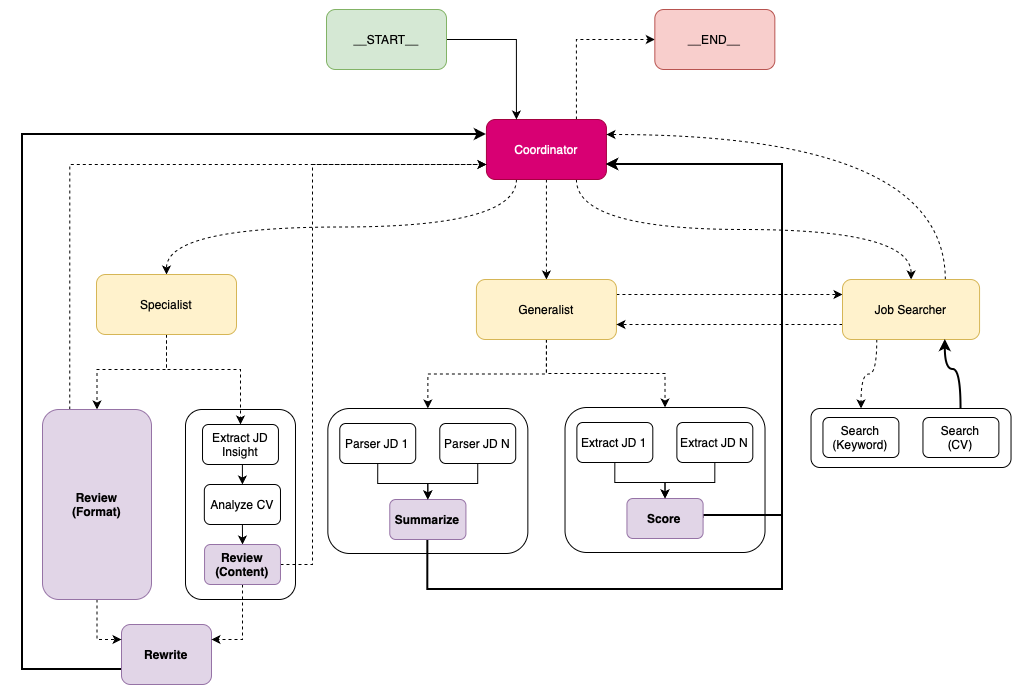 __START__
__END__
Coordinator
Specialist
Generalist
Job Searcher
Review
(Format)
Extract JD
Insight
Analyze CV
Review
(Content)
Rewrite
Parser JD 1
Parser JD N
Summarize
Extract JD 1
Extract JD N
Score
Search
(Keyword)
Search
(CV)